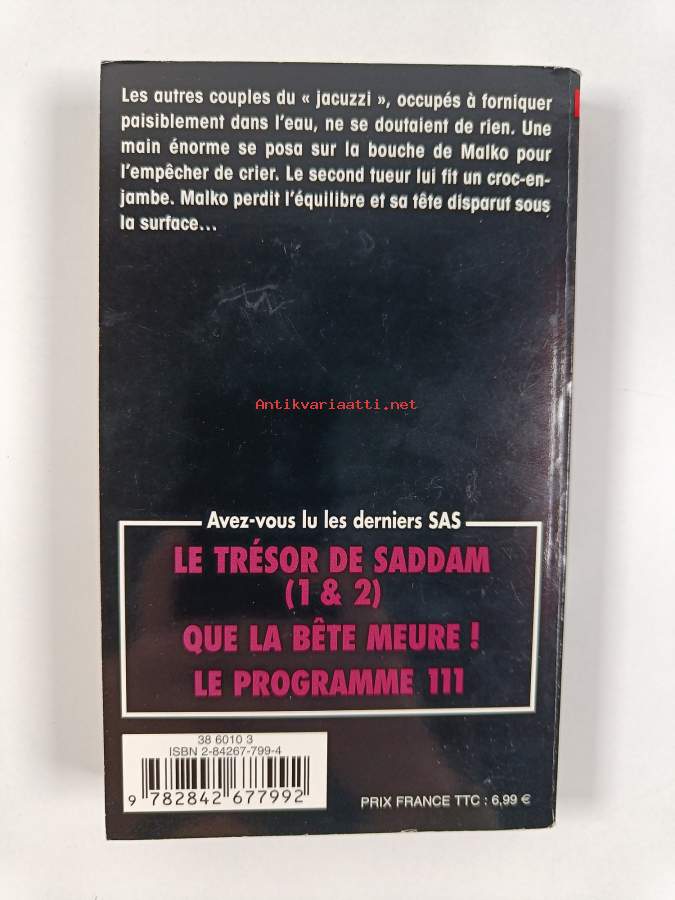 Les autres couples du « jacuzzi », occupés à forniquer
paisiblement dans l'eau, ne se doutaient de rien. Une
main énorme se posa sur la bouche de Malko pour
l'empêcher de crier. Le second tueur lui fit un croc-en-
jambe. Malko perdit l'équilibre et sa tête disparut sous
la surface...
Antikvariaatti.net
Avez-vous lu les derniers SAS
LE TRÉSOR DE SADDAM
(1 & 2)
QUE LA BÊTE MEURE !
LE PROGRAMME 111
38 6010 3
ISBN 2-84267-799-4
9 782842 677992
PRIX FRANCE TTC : 6,99 €